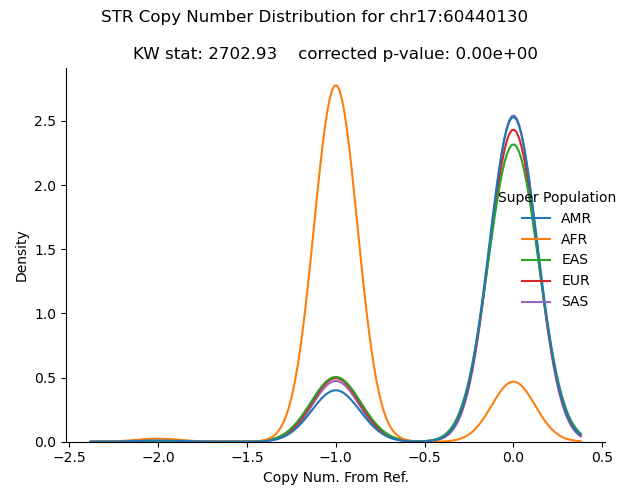 STR Copy Number Distribution for chr17:60440130
KW stat: 2702.93    corrected p-value: 0.00e+00
Density
2.5
2.0
1.5
1.0
0.5
0.0
Super Population
AMR
AFR
EAS
EUR
SAS
−2.5 −2.0 −1.5 −1.0 −0.5 0.0 0.5
Copy Num. From Ref.